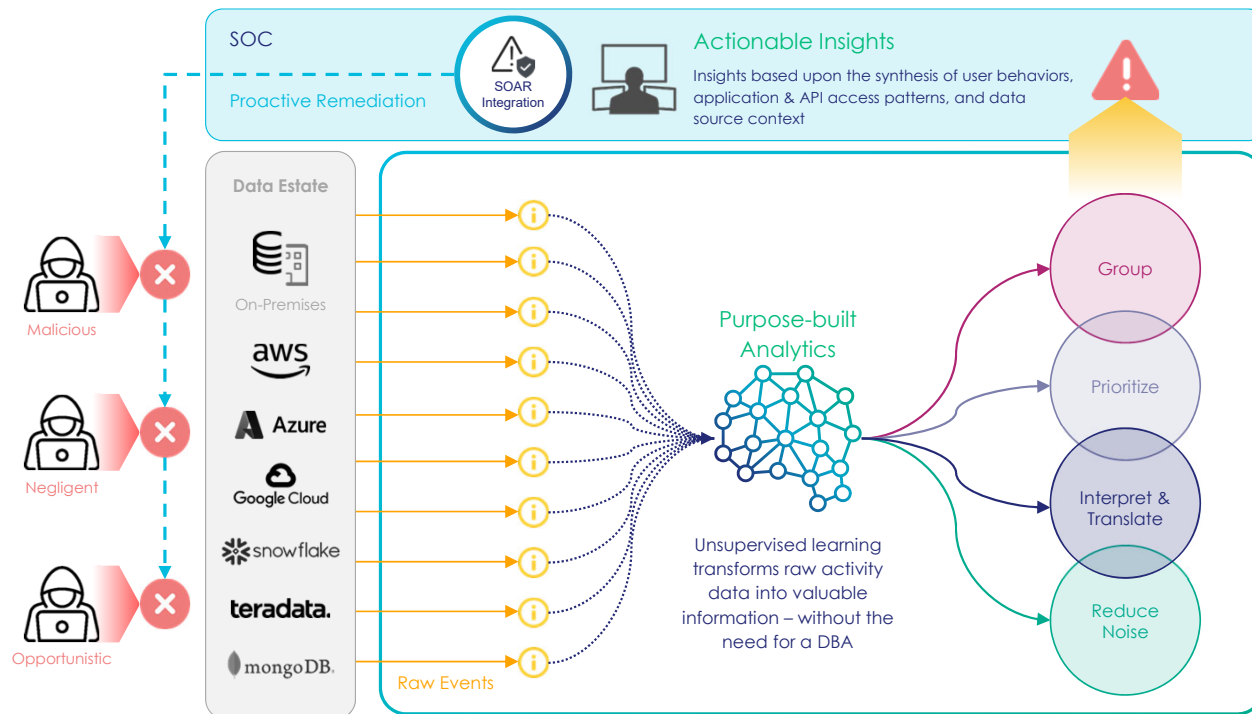 SOC
Proactive Remediation
SOAR
Integration
Actionable Insights
Insights based upon the synthesis of user behaviors,
application & API access patterns, and data
source context
Data Estate
On-Premises
aws
Azure
Google Cloud
snowflake
teradata.
mongoDB.
Malicious
Negligent
Opportunistic
Raw Events
Purpose-built
Analytics
Unsupervised learning
transforms raw activity
data into valuable
information – without the
need for a DBA
Group
Prioritize
Interpret &
Translate
Reduce
Noise